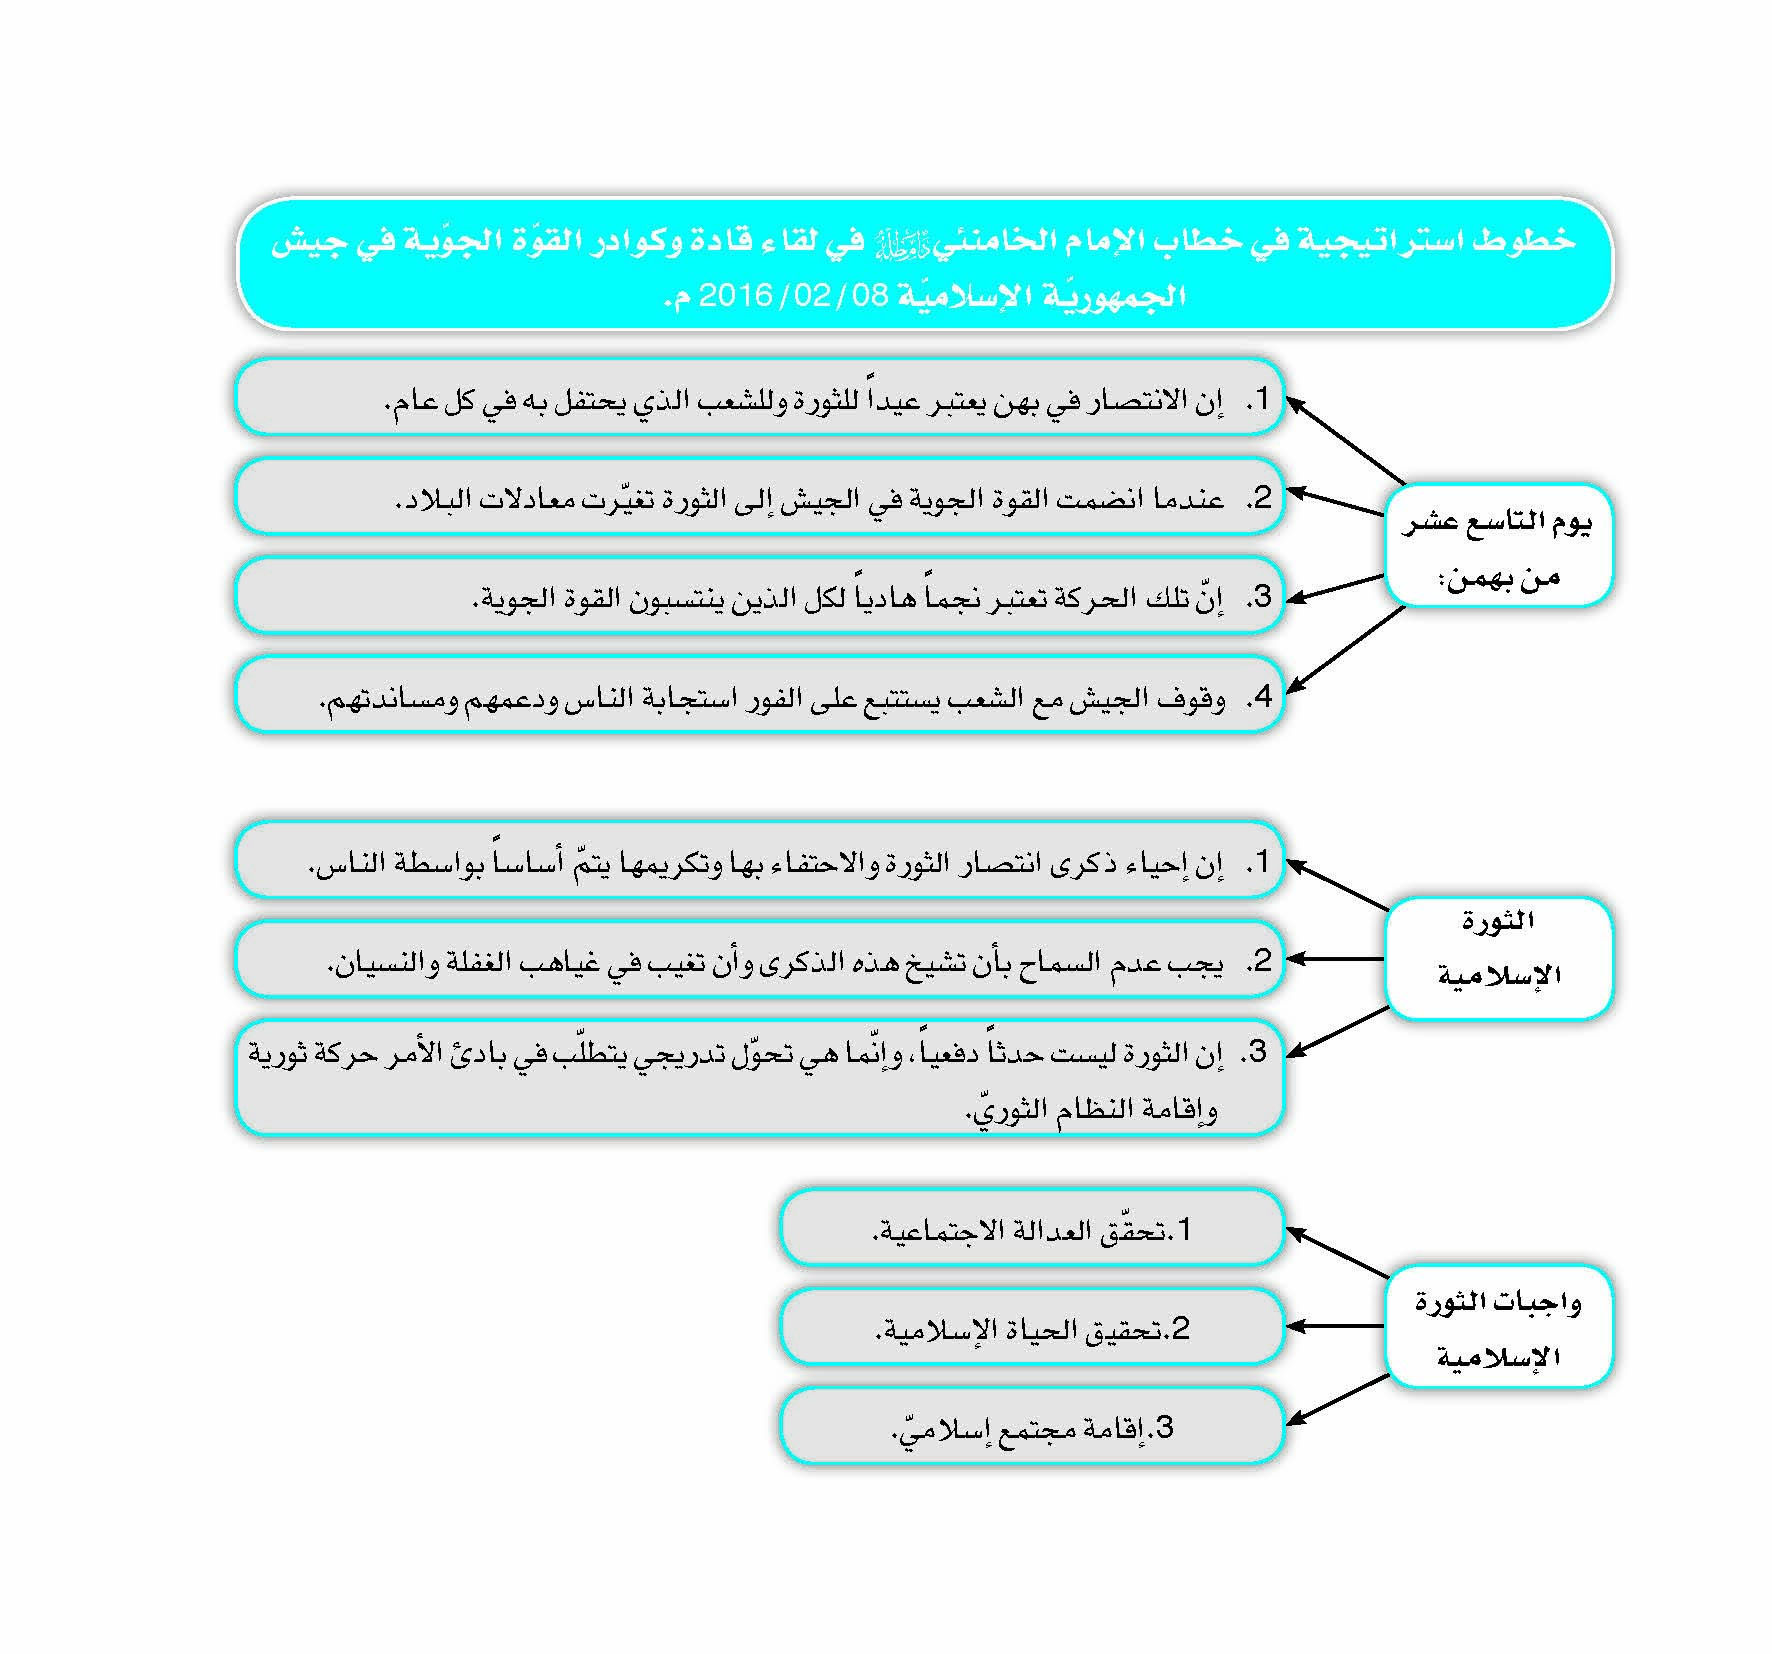 خطوط استراتيجية في خطاب الإمام الخامنئي دام ظله في لقاء قادة وكوادر القوّة الجوّية في جيش
الجمهوريّة الإسلاميّة 2016/02/08 م.
يوم التاسع عشر
من بهمن:
1. إن الانتصار في بهن يعتبر عيداً للثورة وللشعب الذي يحتفل به في كل عام.
2. عندما انضمت القوة الجوية في الجيش إلى الثورة تغيّرت معادلات البلاد.
3. إنّ تلك الحركة تعتبر نجماً هادياً لكل الذين ينتسبون القوة الجوية.
4. وقوف الجيش مع الشعب يستتبع على الفور استجابة الناس ودعمهم ومساندتهم.
الثورة
الإسلامية
1. إن إحياء ذكرى انتصار الثورة والاحتفاء بها وتكريمها يتمّ أساساً بواسطة الناس.
2. يجب عدم السماح بأن تشيخ هذه الذكرى وأن تغيب في غياهب الغفلة والنسيان.
3. إن الثورة ليست حدثاً دفعياً، وإنّما هي تحوّل تدريجي يتطلّب في بادئ الأمر حركة ثورية
وإقامة النظام الثوريّ.
واجبات الثورة
الإسلامية
1.تحقّق العدالة الاجتماعية.
2.تحقيق الحياة الإسلامية.
3.إقامة مجتمع إسلاميّ.